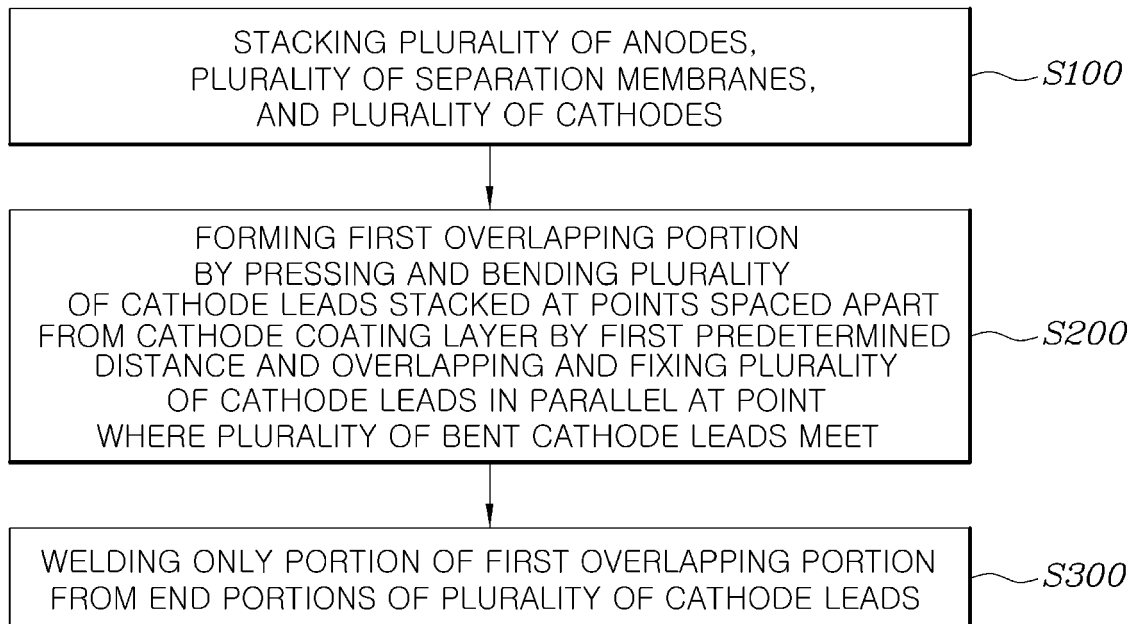 STACKING PLURALITY OF ANODES,
PLURALITY OF SEPARATION MEMBRANES,
AND PLURALITY OF CATHODES
S100
FORMING FIRST OVERLAPPING PORTION
BY PRESSING AND BENDING PLURALITY
OF CATHODE LEADS STACKED AT POINTS SPACED APART
FROM CATHODE COATING LAYER BY FIRST PREDETERMINED
DISTANCE AND OVERLAPPING AND FIXING PLURALITY
OF CATHODE LEADS IN PARALLEL AT POINT
WHERE PLURALITY OF BENT CATHODE LEADS MEET
S200
WELDING ONLY PORTION OF FIRST OVERLAPPING PORTION
FROM END PORTIONS OF PLURALITY OF CATHODE LEADS
S300